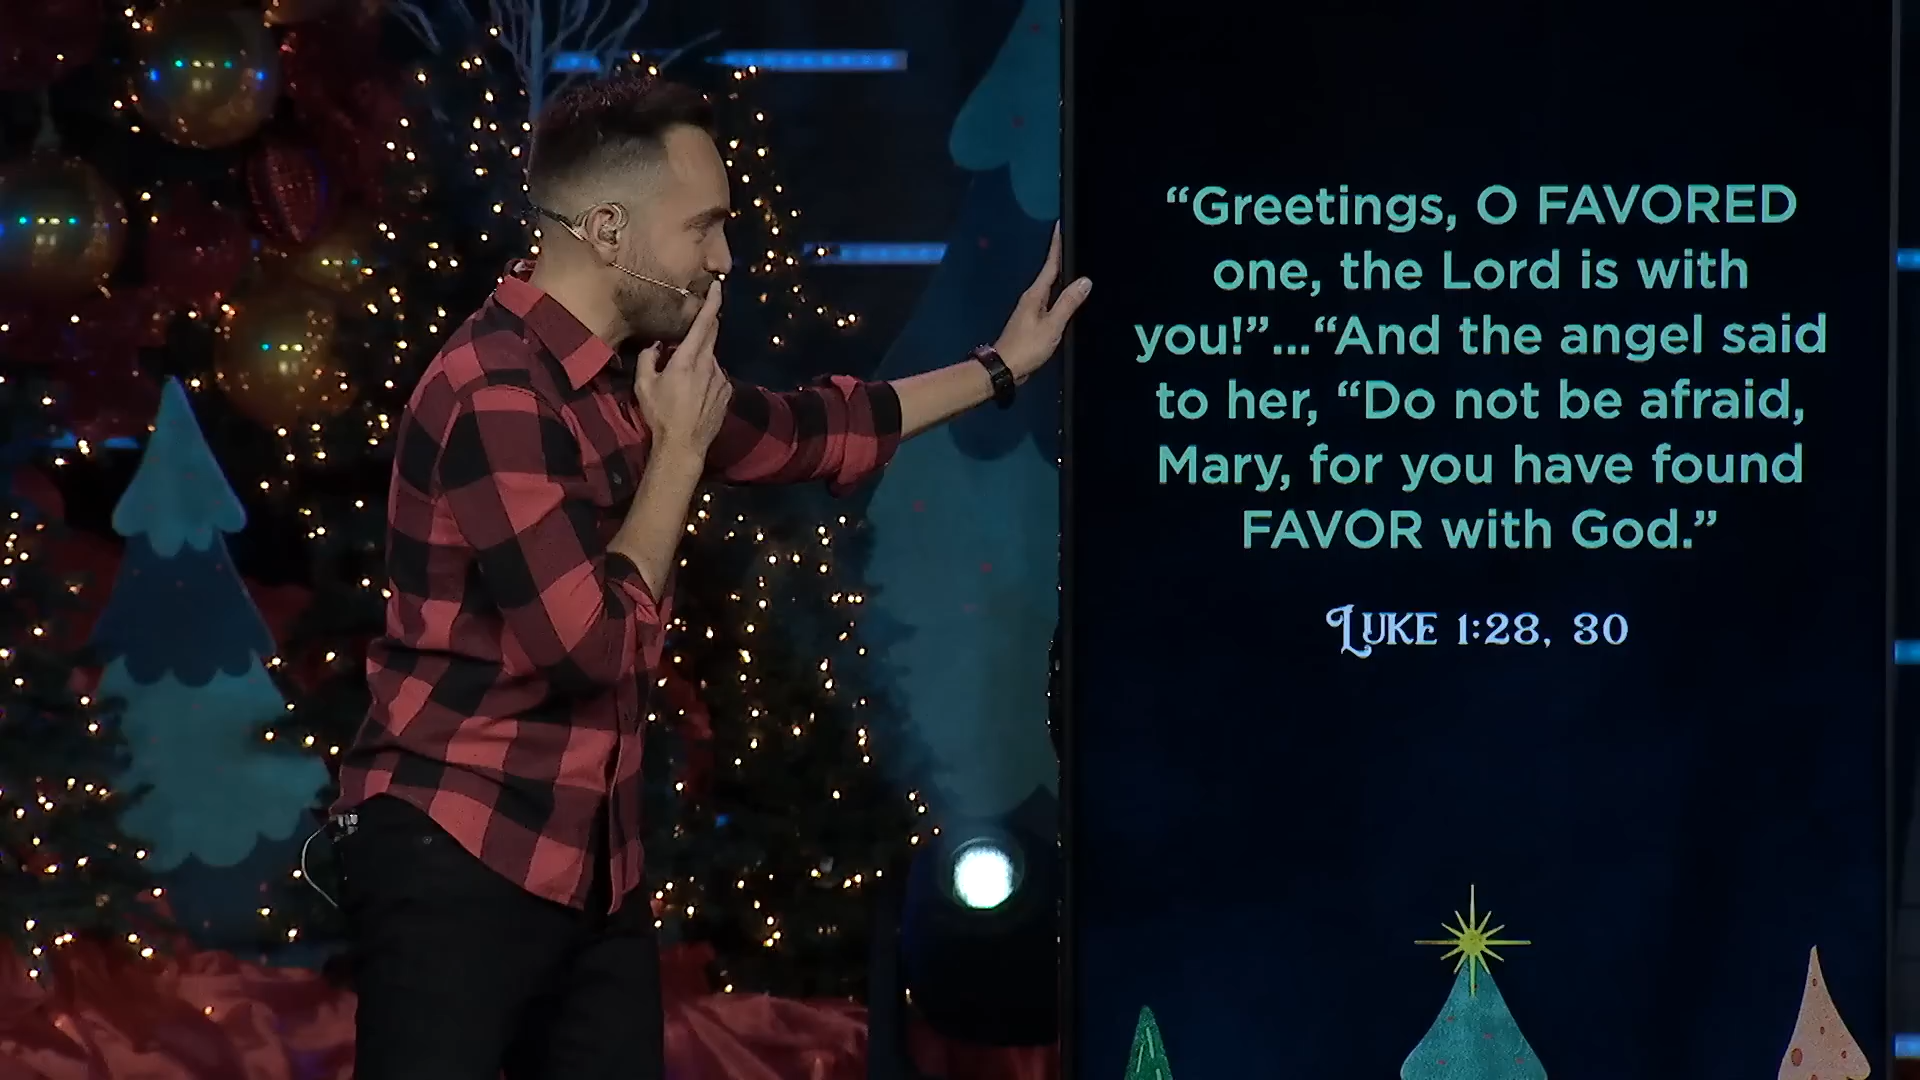 “Greetings, O FAVORED
one, the Lord is with
you!”...“And the angel said
to her, “Do not be afraid,
Mary, for you have found
FAVOR with God.”
LUKE 1:28, 30